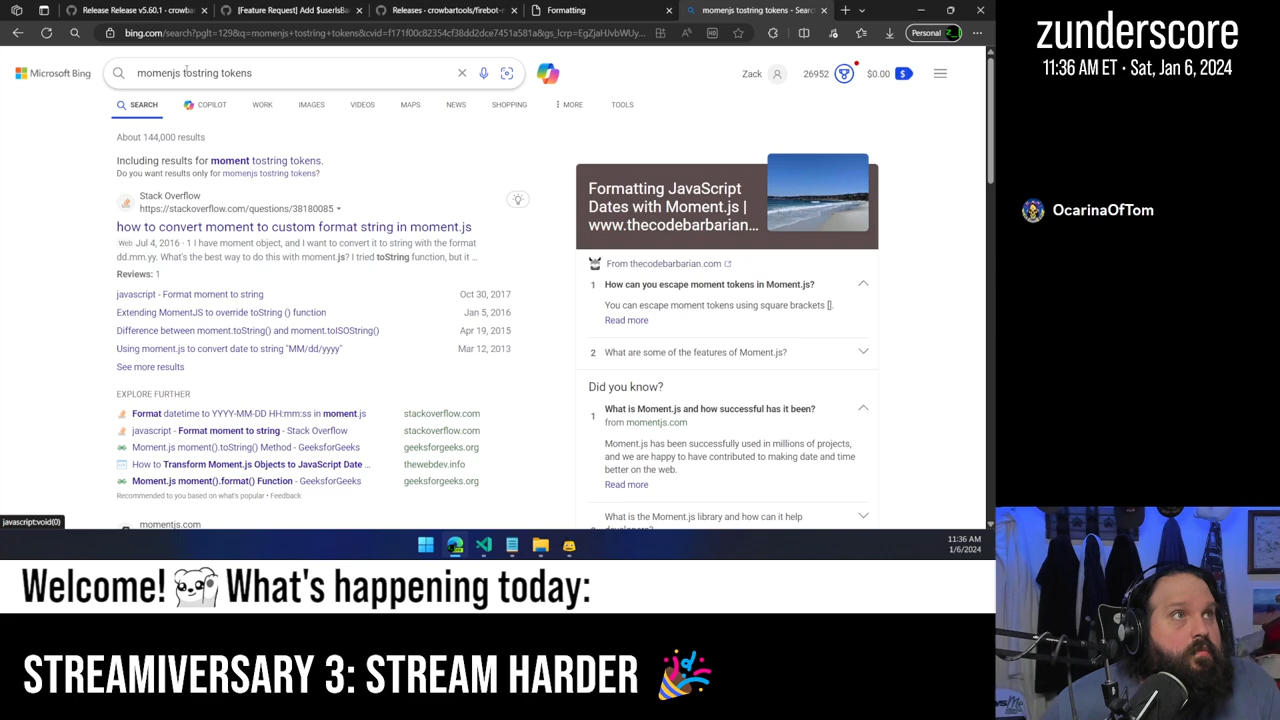 Release Release v5.60.1 · crowba
[Feature Request] Add $userIsBa
Releases · crowbartools/firebot-
Formatting
momenjs tostring tokens - Search
bing.com/search?pglt=129&q=momenjs+tostring+tokens&cvid=f171f00c82354cf38dd2dce7451a581a&gs_lcrp=EgZjaHJvbWUy...
Personal
Microsoft Bing
momenjs tostring tokens
Zack
26952
$0.00
SEARCH
COPILOT
WORK
IMAGES
VIDEOS
MAPS
NEWS
SHOPPING
MORE
TOOLS
About 144,000 results
Including results for moment tostring tokens.
Do you want results only for momenjs tostring tokens?
Stack Overflow
https://stackoverflow.com/questions/38180085
how to convert moment to custom format string in moment.js
Web Jul 4, 2016 · 1 I have moment object, and I want to convert it to string with the format
dd.mm.yy. What's the best way to do this with moment.js? I tried toString function, but it ...
Reviews: 1
javascript - Format moment to string
Oct 30, 2017
Extending MomentJS to override toString () function
Jan 5, 2016
Difference between moment.toString() and moment.toISOString()
Apr 19, 2015
Using moment.js to convert date to string "MM/dd/yyyy"
Mar 12, 2013
See more results
EXPLORE FURTHER
Format datetime to YYYY-MM-DD HH:mm:ss in moment.js
stackoverflow.com
javascript - Format moment to string - Stack Overflow
stackoverflow.com
Moment.js moment().toString() Method - GeeksforGeeks
geeksforgeeks.org
How to Transform Moment.js Objects to JavaScript Date ...
thewebdev.info
Moment.js moment().format() Function - GeeksforGeeks
geeksforgeeks.org
Recommended to you based on what's popular • Feedback
momentjs.com
javascript:void(0)
Formatting JavaScript
Dates with Moment.js |
www.thecodebarbarian...
From thecodebarbarian.com
1 How can you escape moment tokens in Moment.js?
You can escape moment tokens using square brackets [].
Read more
2 What are some of the features of Moment.js?
Did you know?
1 What is Moment.js and how successful has it been?
from momentjs.com
Moment.js has been successfully used in millions of projects,
and we are happy to have contributed to making date and time
better on the web.
Read more
What is the Moment.js library and how can it help
developers?
11:36 AM
1/6/2024
zunderscore
11:36 AM ET • Sat, Jan 6, 2024
OcarinaOfTom
Welcome! What's happening today:
STREAMIVERSARY 3: STREAM HARDER